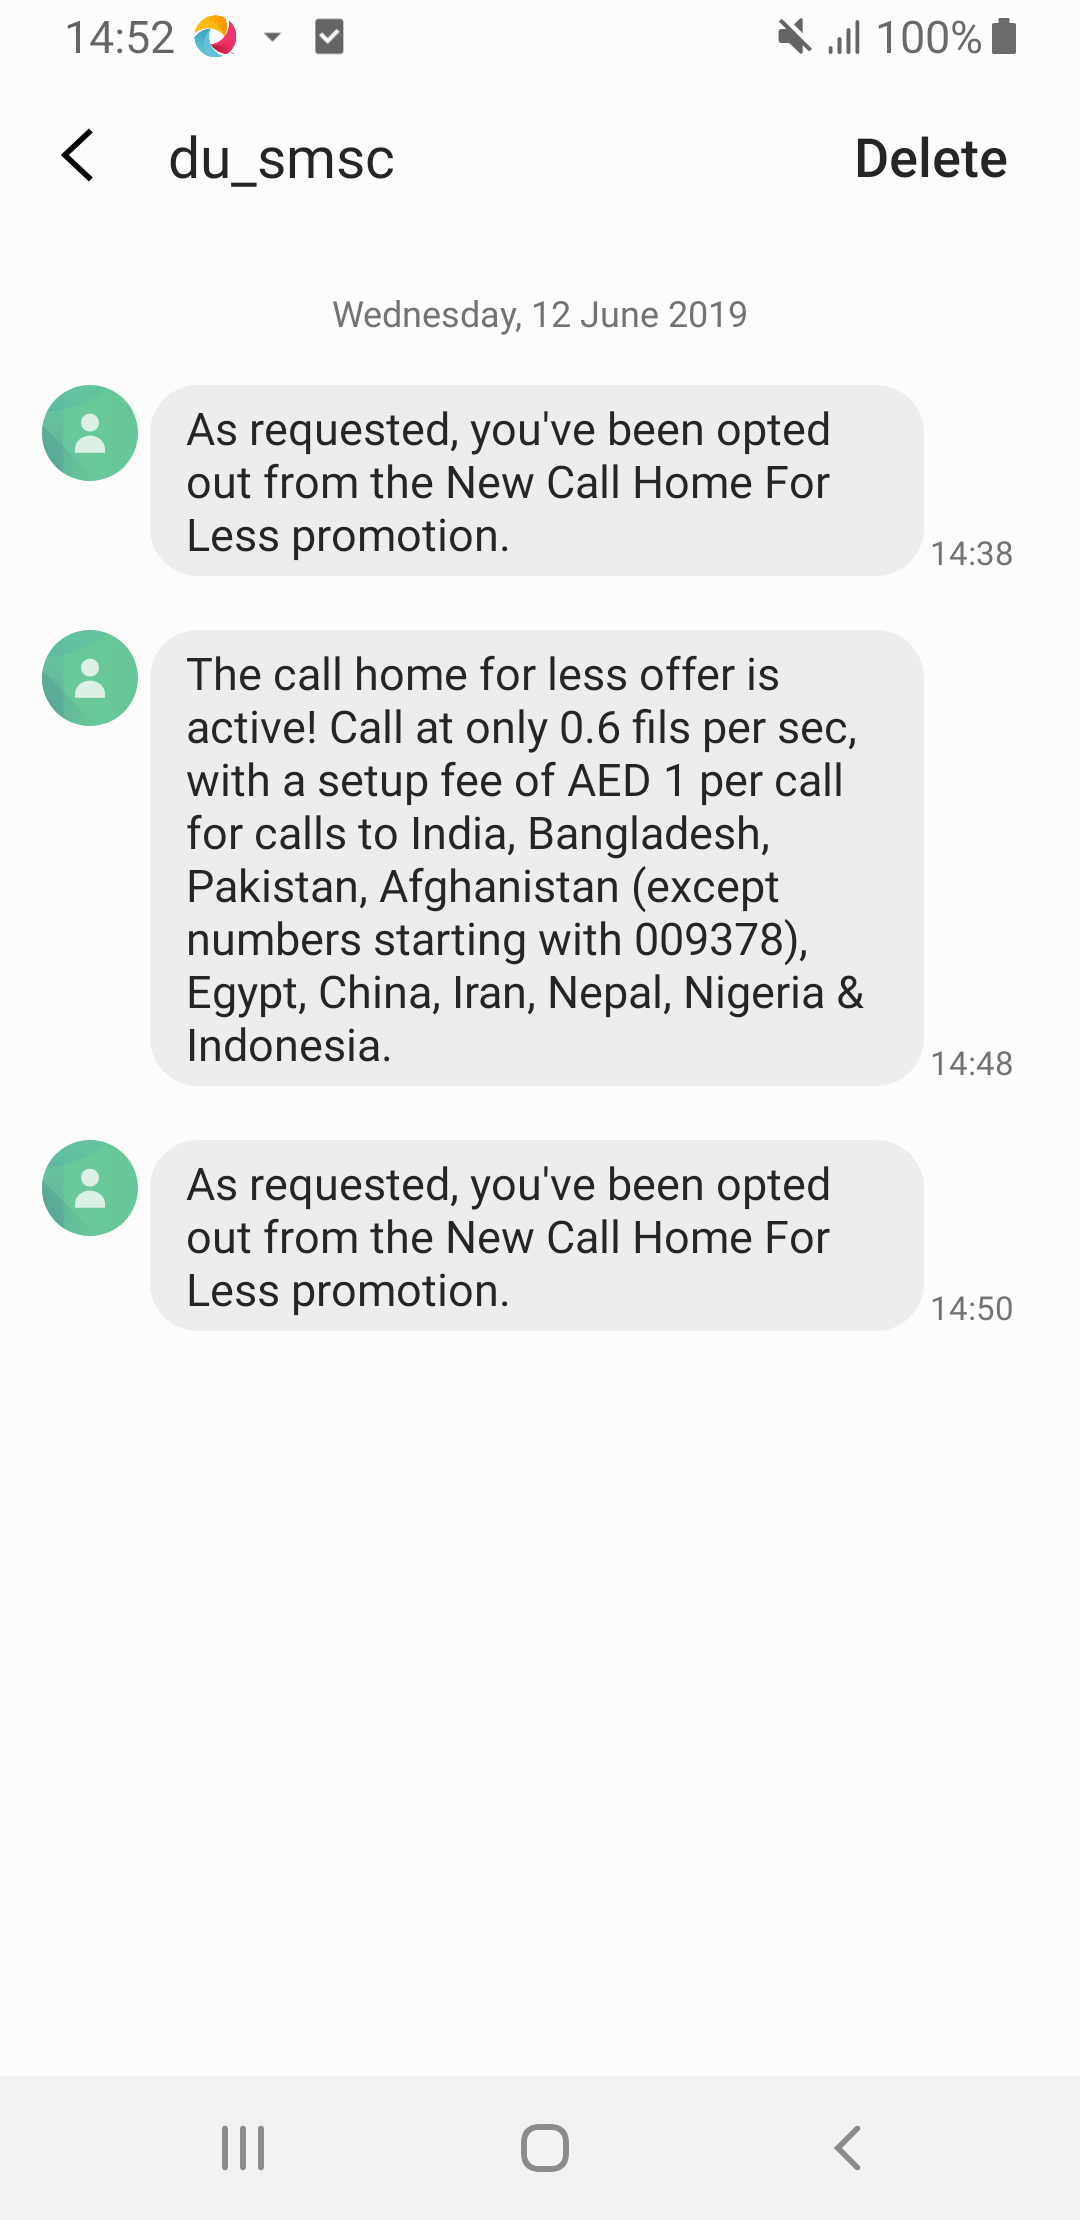 14:52
100%
du_smsc
Delete
Wednesday, 12 June 2019
As requested, you've been opted
out from the New Call Home For
Less promotion.
14:38
The call home for less offer is
active! Call at only 0.6 fils per sec,
with a setup fee of AED 1 per call
for calls to India, Bangladesh,
Pakistan, Afghanistan (except
numbers starting with 009378),
Egypt, China, Iran, Nepal, Nigeria &
Indonesia.
14:48
As requested, you've been opted
out from the New Call Home For
Less promotion.
14:50